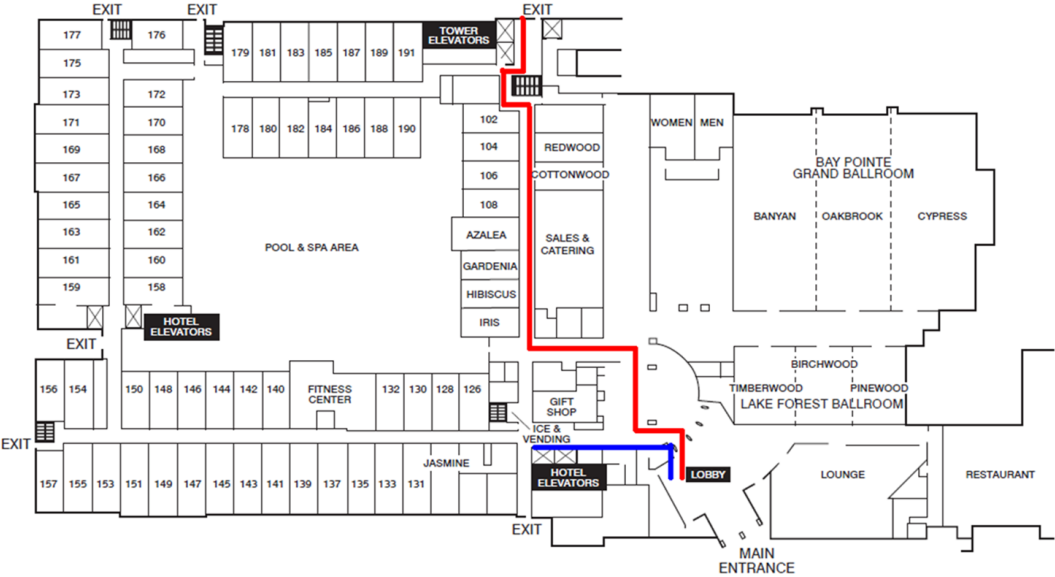 EXIT
EXIT
EXIT
177
176
179
181
183
185
187
189
191
TOWER
ELEVATORS
175
173
172
171
170
178
180
182
184
186
188
190
102
WOMEN
MEN
169
168
104
REDWOOD
167
166
106
COTTONWOOD
BAY POINTE
GRAND BALLROOM
165
164
108
BANYAN
OAKBROOK
CYPRESS
163
162
AZALEA
SALES &
CATERING
POOL & SPA AREA
161
160
GARDENIA
159
158
HIBISCUS
HOTEL
ELEVATORS
IRIS
EXIT
BIRCHWOOD
156
154
150
148
146
144
142
140
FITNESS
CENTER
132
130
128
126
TIMBERWOOD
PINEWOOD
LAKE FOREST BALLROOM
GIFT
SHOP
ICE &
VENDING
EXIT
JASMINE
157
155
153
151
149
147
145
143
141
139
137
135
133
131
HOTEL
ELEVATORS
LOBBY
LOUNGE
RESTAURANT
EXIT
MAIN
ENTRANCE